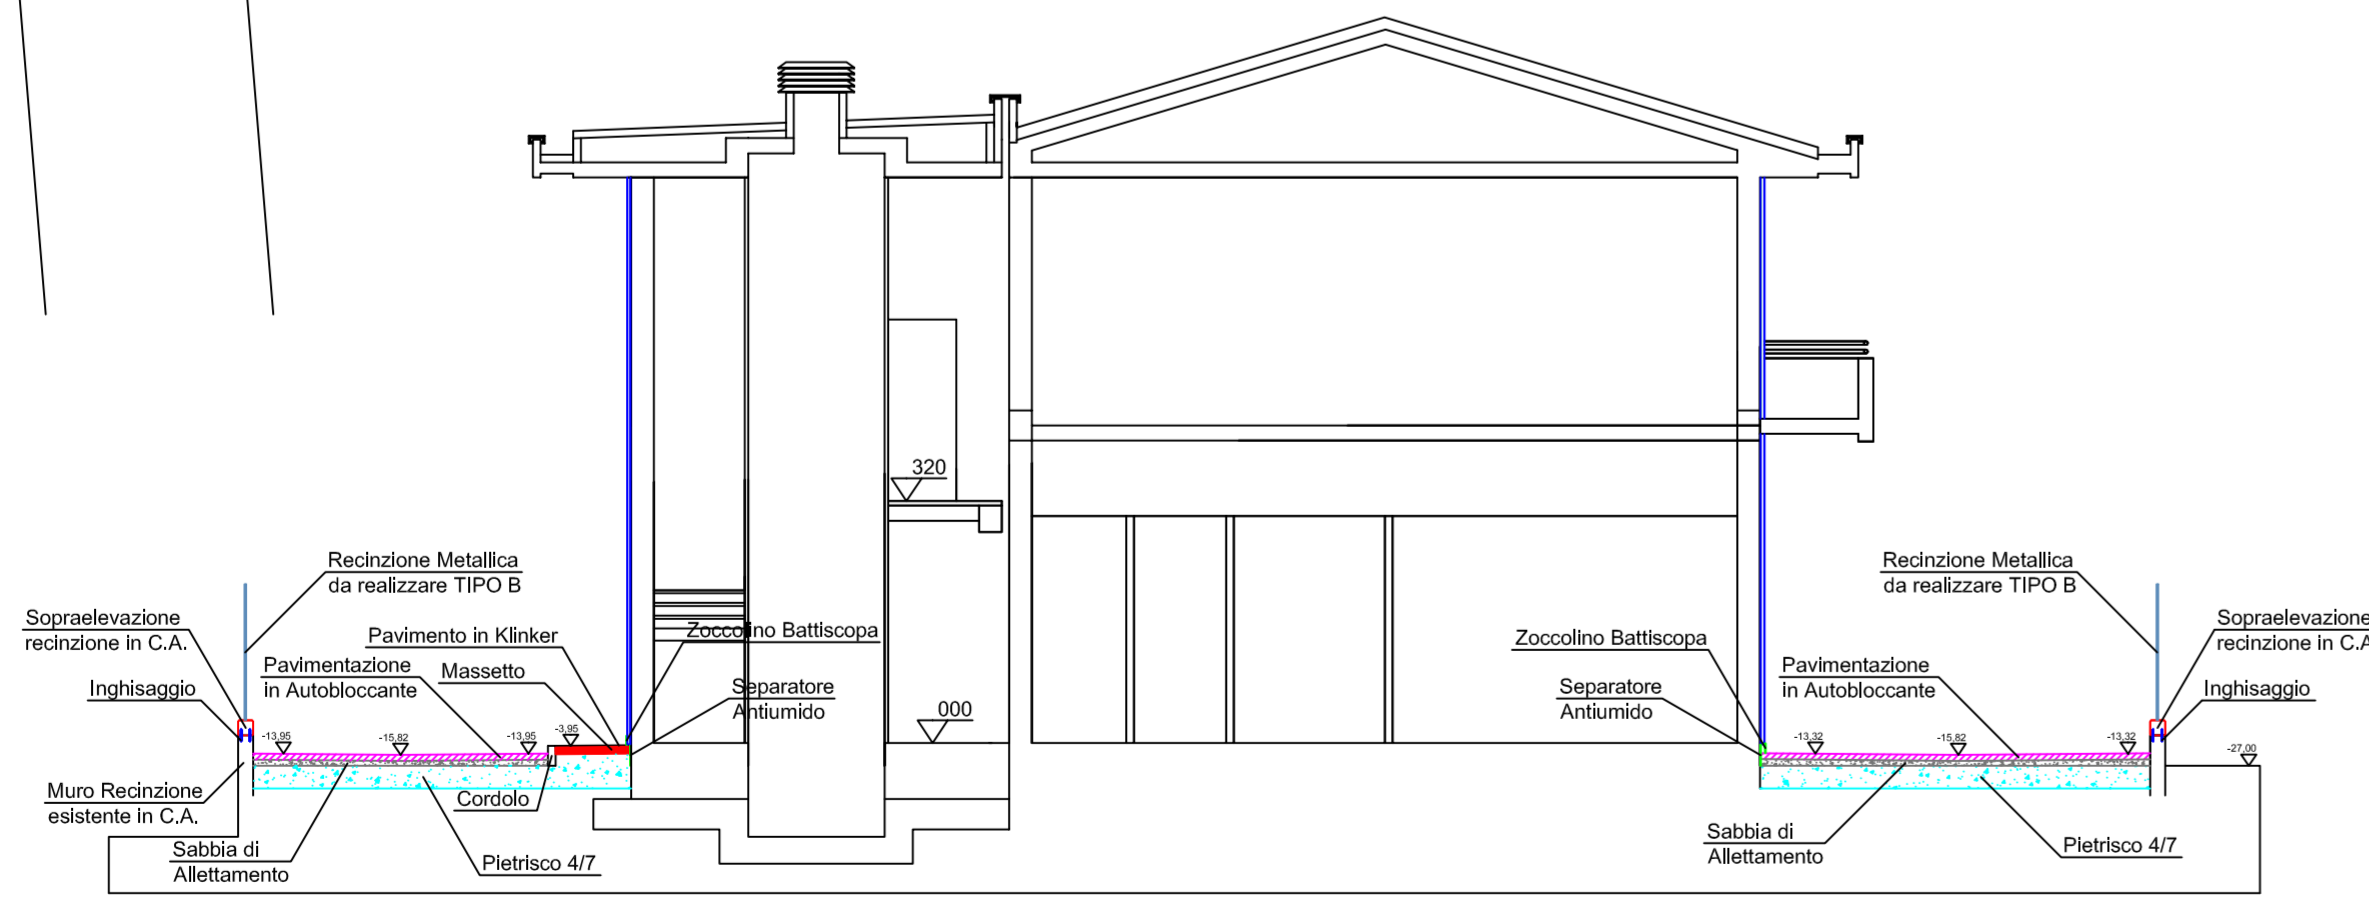 320
Recinzione Metallica
da realizzare TIPO B
Sopraelevazione
recinzione in C.A.
Pavimento in Klinker
Zoccolino Battiscopa
Pavimentazione
in Autobloccante
Massetto
Inghisaggio
Separatore
Antiumido
000
-13,95
-15,82
-13,95
-3,95
Muro Recinzione
esistente in C.A.
Cordolo
Sabbia di
Allettamento
Pietrisco 4/7
Recinzione Metallica
da realizzare TIPO B
Sopraelevazione
recinzione in C.A
Zoccolino Battiscopa
Pavimentazione
in Autobloccante
Separatore
Antiumido
Inghisaggio
-13,32
-15,82
-13,32
-27,00
Sabbia di
Allettamento
Pietrisco 4/7